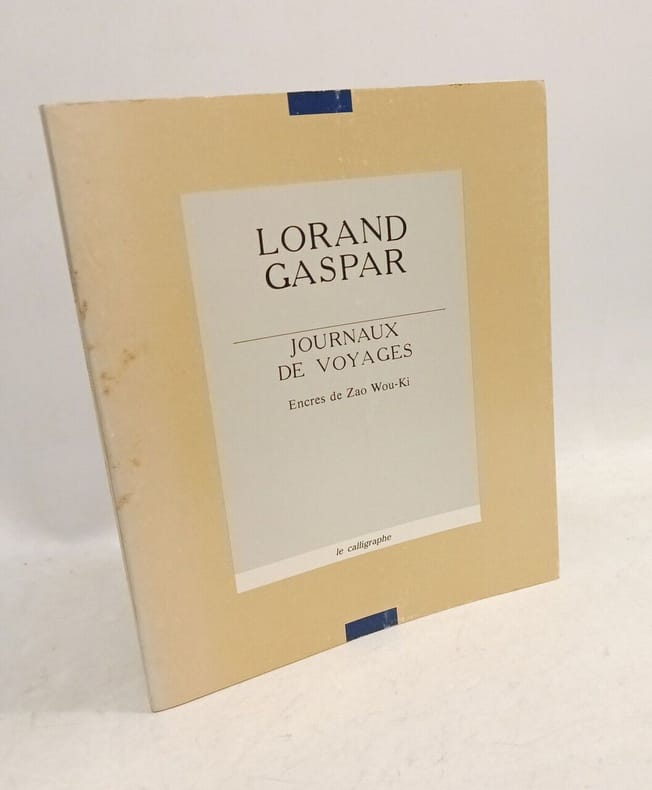 LORAND
GASPAR
JOURNAUX
DE VOYAGES
Encres de Zao Wou-Ki
le calligraphe